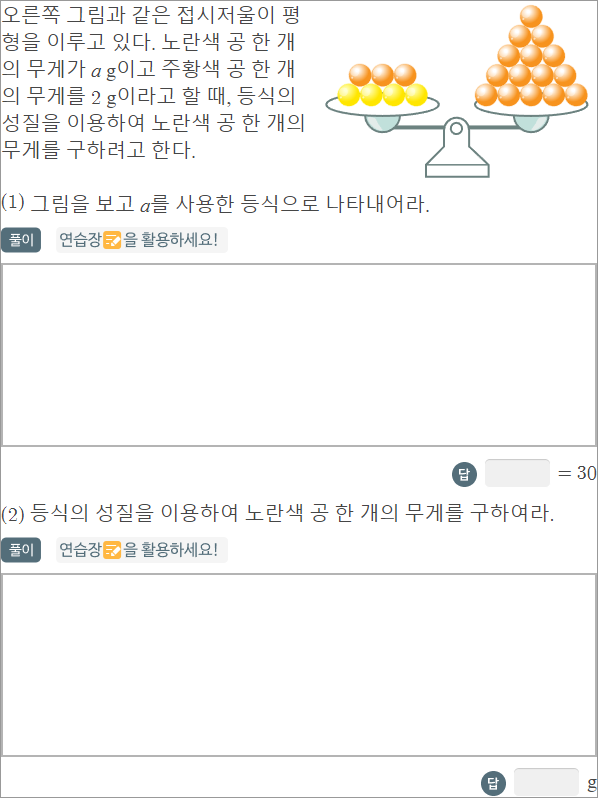 오른쪽 그림과 같은 접시저울이 평
형을 이루고 있다. 노란색 공 한 개
의 무게가 a g이고 주황색 공 한 개
의 무게를 2 g이라고 할 때, 등식의
성질을 이용하여 노란색 공 한 개의
무게를 구하려고 한다.
(1) 그림을 보고 a를 사용한 등식으로 나타내어라.
풀이 연습장을 활용하세요!
답 = 30
(2) 등식의 성질을 이용하여 노란색 공 한 개의 무게를 구하여라.
풀이 연습장을 활용하세요!
답 g